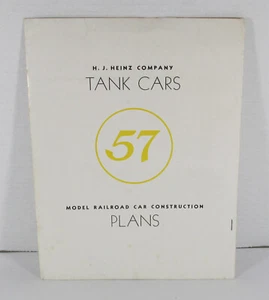 H. J. HEINZ COMPANY
TANK CARS
57
MODEL RAILROAD CAR CONSTRUCTION
PLANS